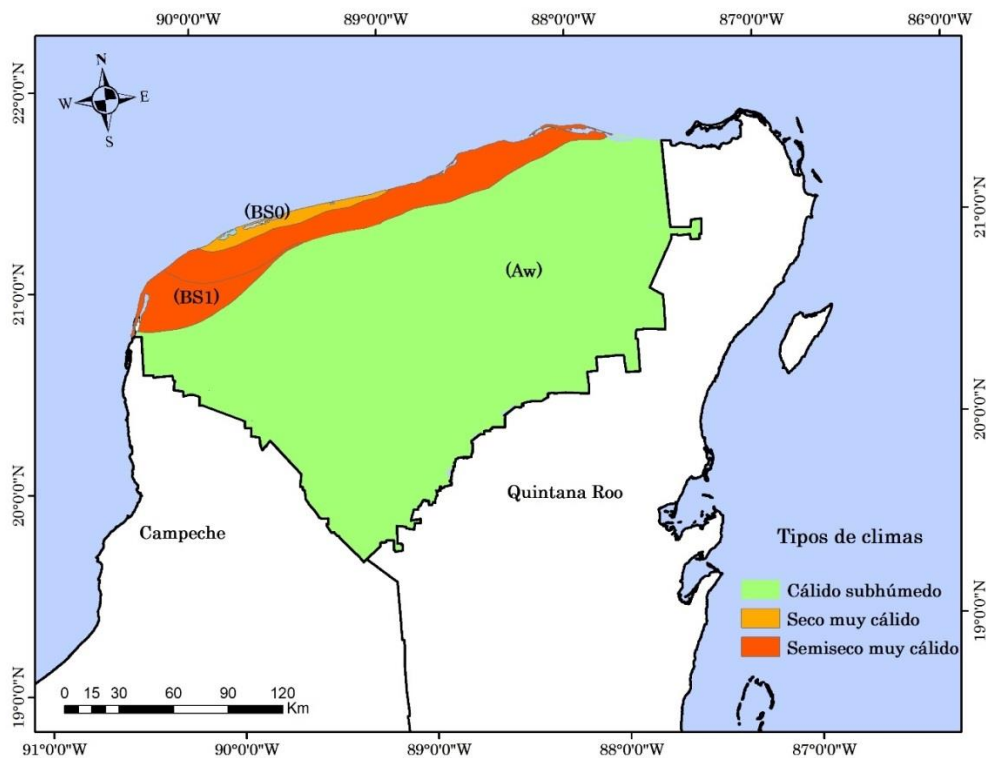 90°0'0"W 89°0'0"W 88°0'0"W 87°0'0"W 86°0'0"W
22°0'0"N
21°0'0"N
20°0'0"N
19°0'0"N
N
W E
S
(BS0)
(BS1)
(Aw)
Campeche
Quintana Roo
21°0'0"N
20°0'0"N
19°0'0"N
Tipos de climas
Cálido subhúmedo
Seco muy cálido
Semiseco muy cálido
0 15 30 60 90 120
Km
91°0'0"W 90°0'0"W 89°0'0"W 88°0'0"W 87°0'0"W